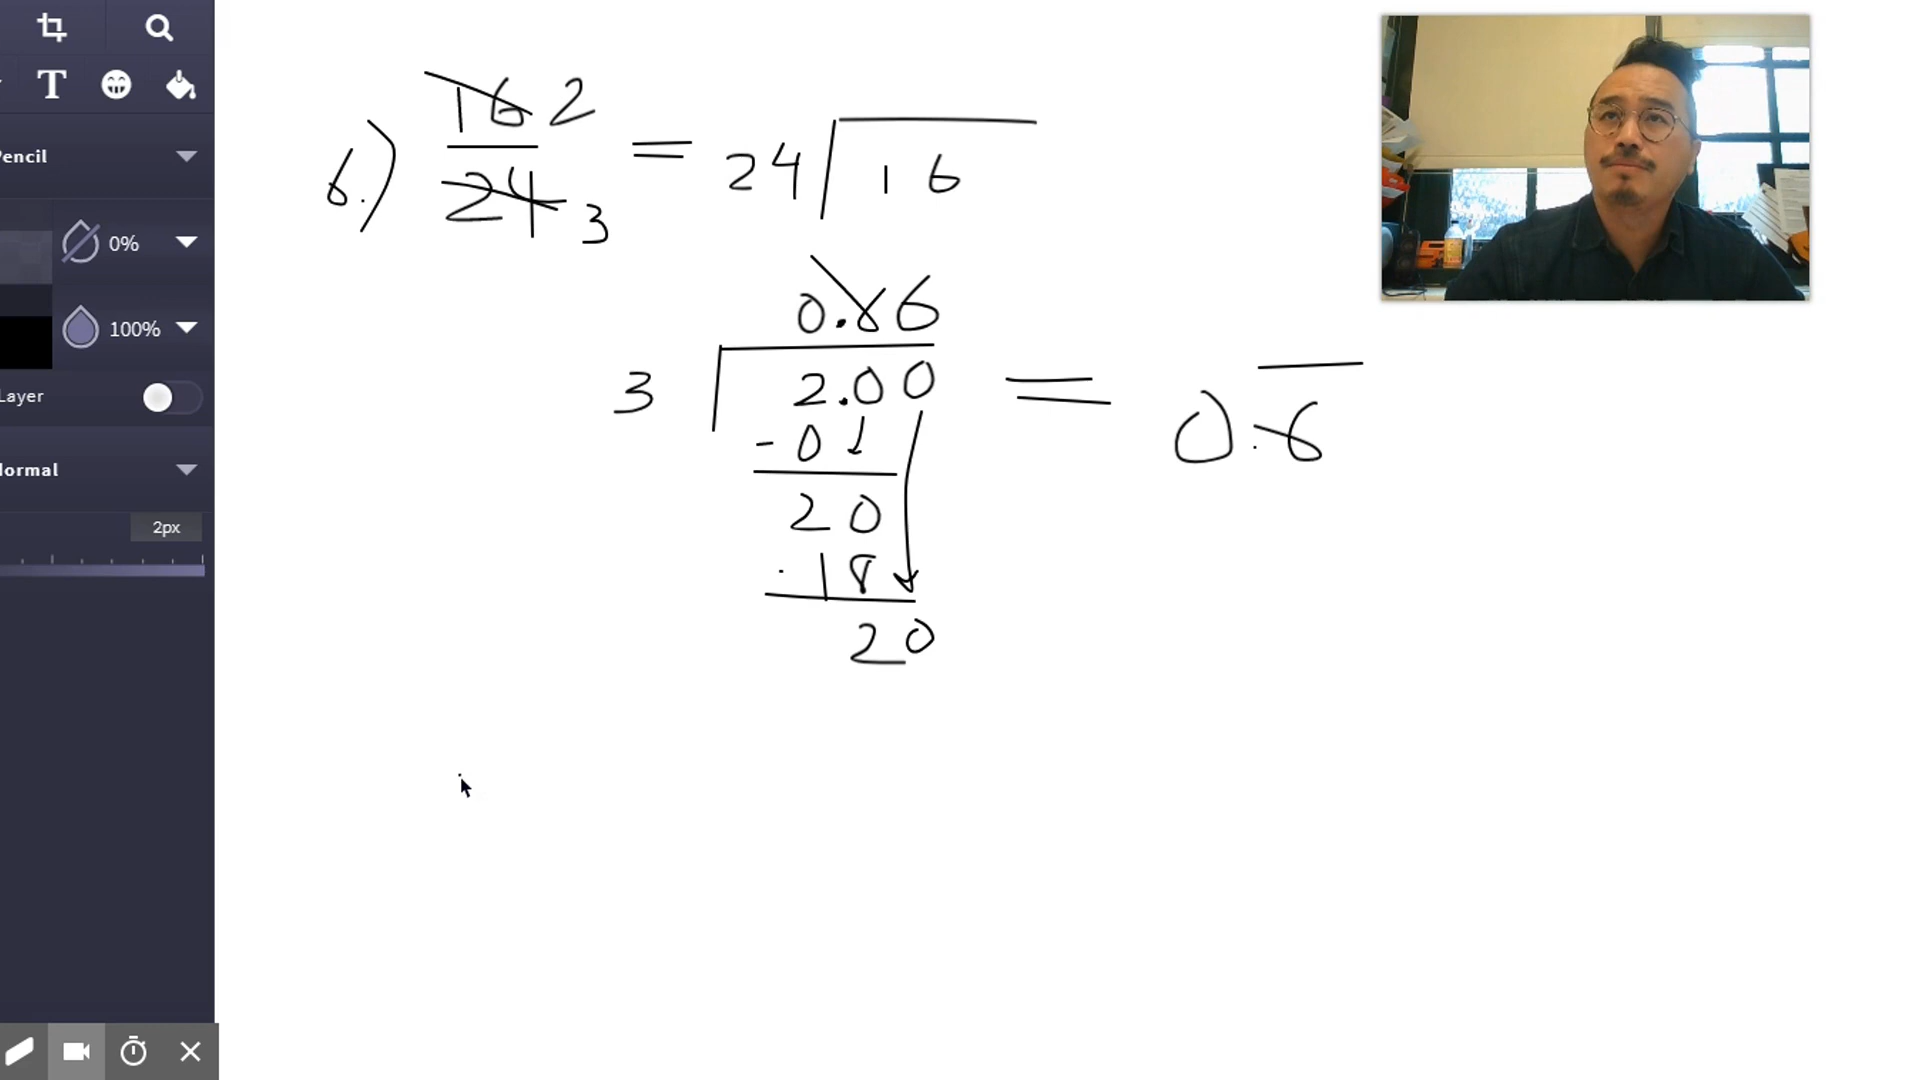 T
Pencil
0%
100%
Layer
Normal
2px
6.) 16 2 = 24 16
24 3
0.66
3 2.00 = 0.6
- 0
20
18
20